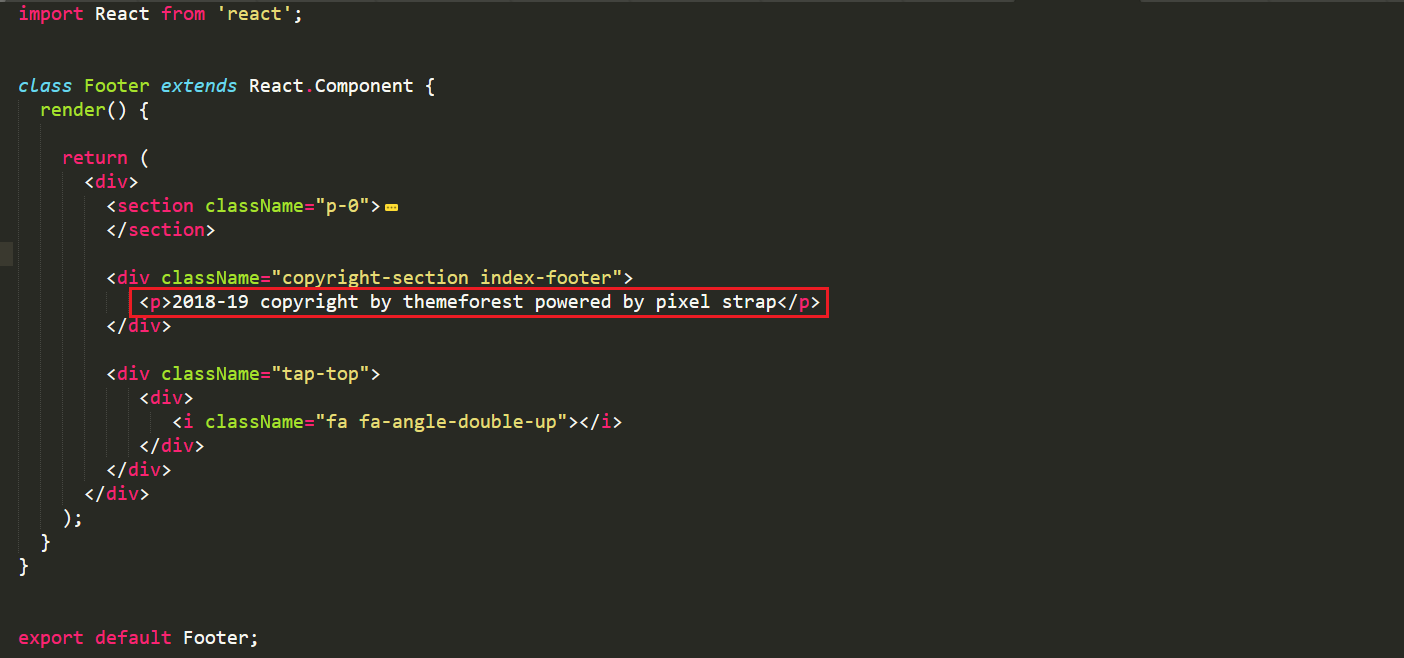 import React from 'react';
class Footer extends React.Component {
render() {
return (
<div>
<section className="p-0">
</section>
<div className="copyright-section index-footer">
<p>2018-19 copyright by themeforest powered by pixel strap</p>
</div>
<div className="tap-top">
<div>
<i className="fa fa-angle-double-up"></i>
</div>
</div>
</div>
);
}
}
export default Footer;